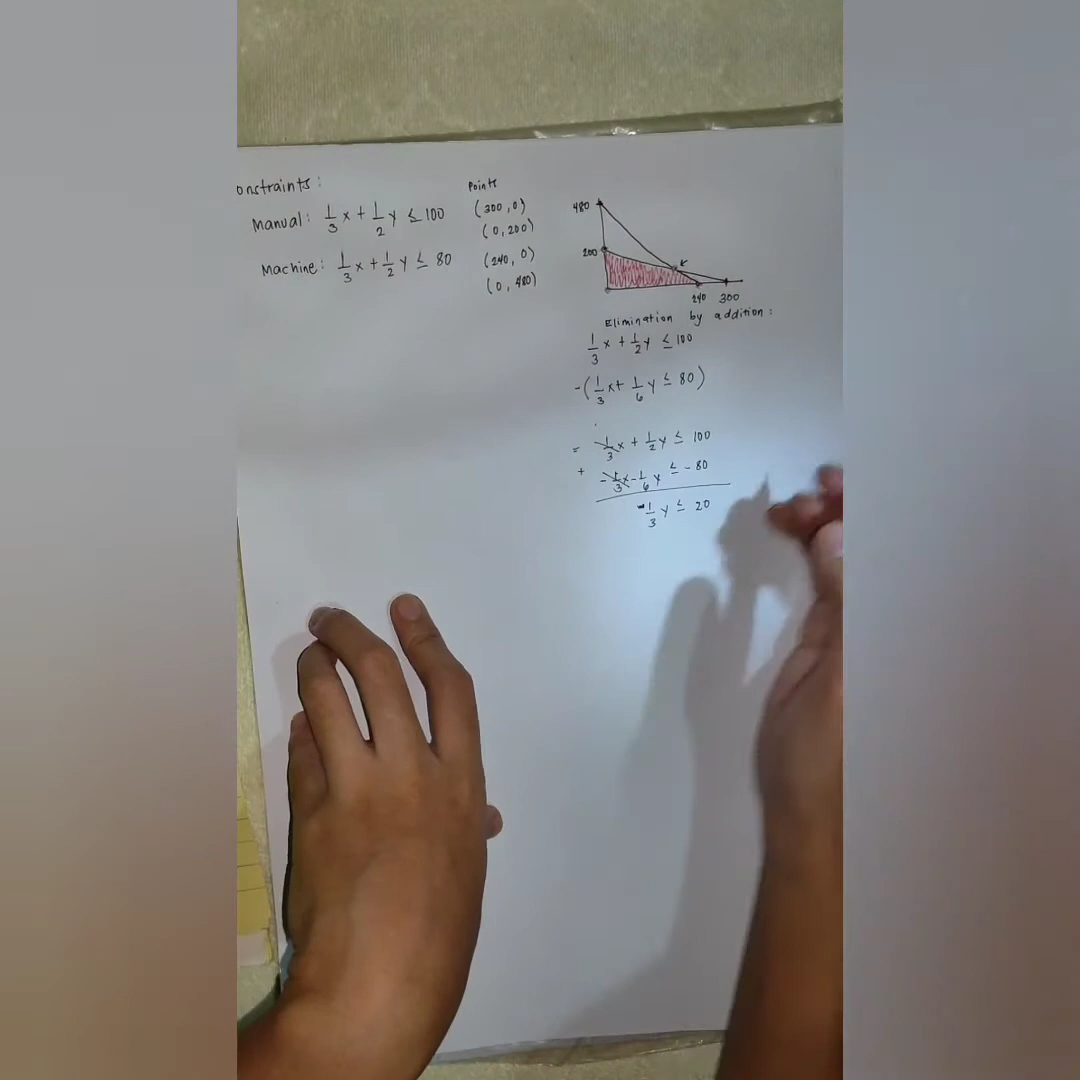 onstraints:
Manual: 1/3 x + 1/2 y ≤ 100
Machine: 1/3 x + 1/2 y ≤ 80
Points
(300, 0)
(0, 200)
(240, 0)
(0, 480)
480
200
240 300
Elimination by addition:
1/3 x + 1/2 y ≤ 100
-(1/3 x + 1/6 y ≤ 80)
= 1/3 x + 1/2 y ≤ 100
+ -1/3 x - 1/6 y ≤ -80
-1/3 y ≤ 20